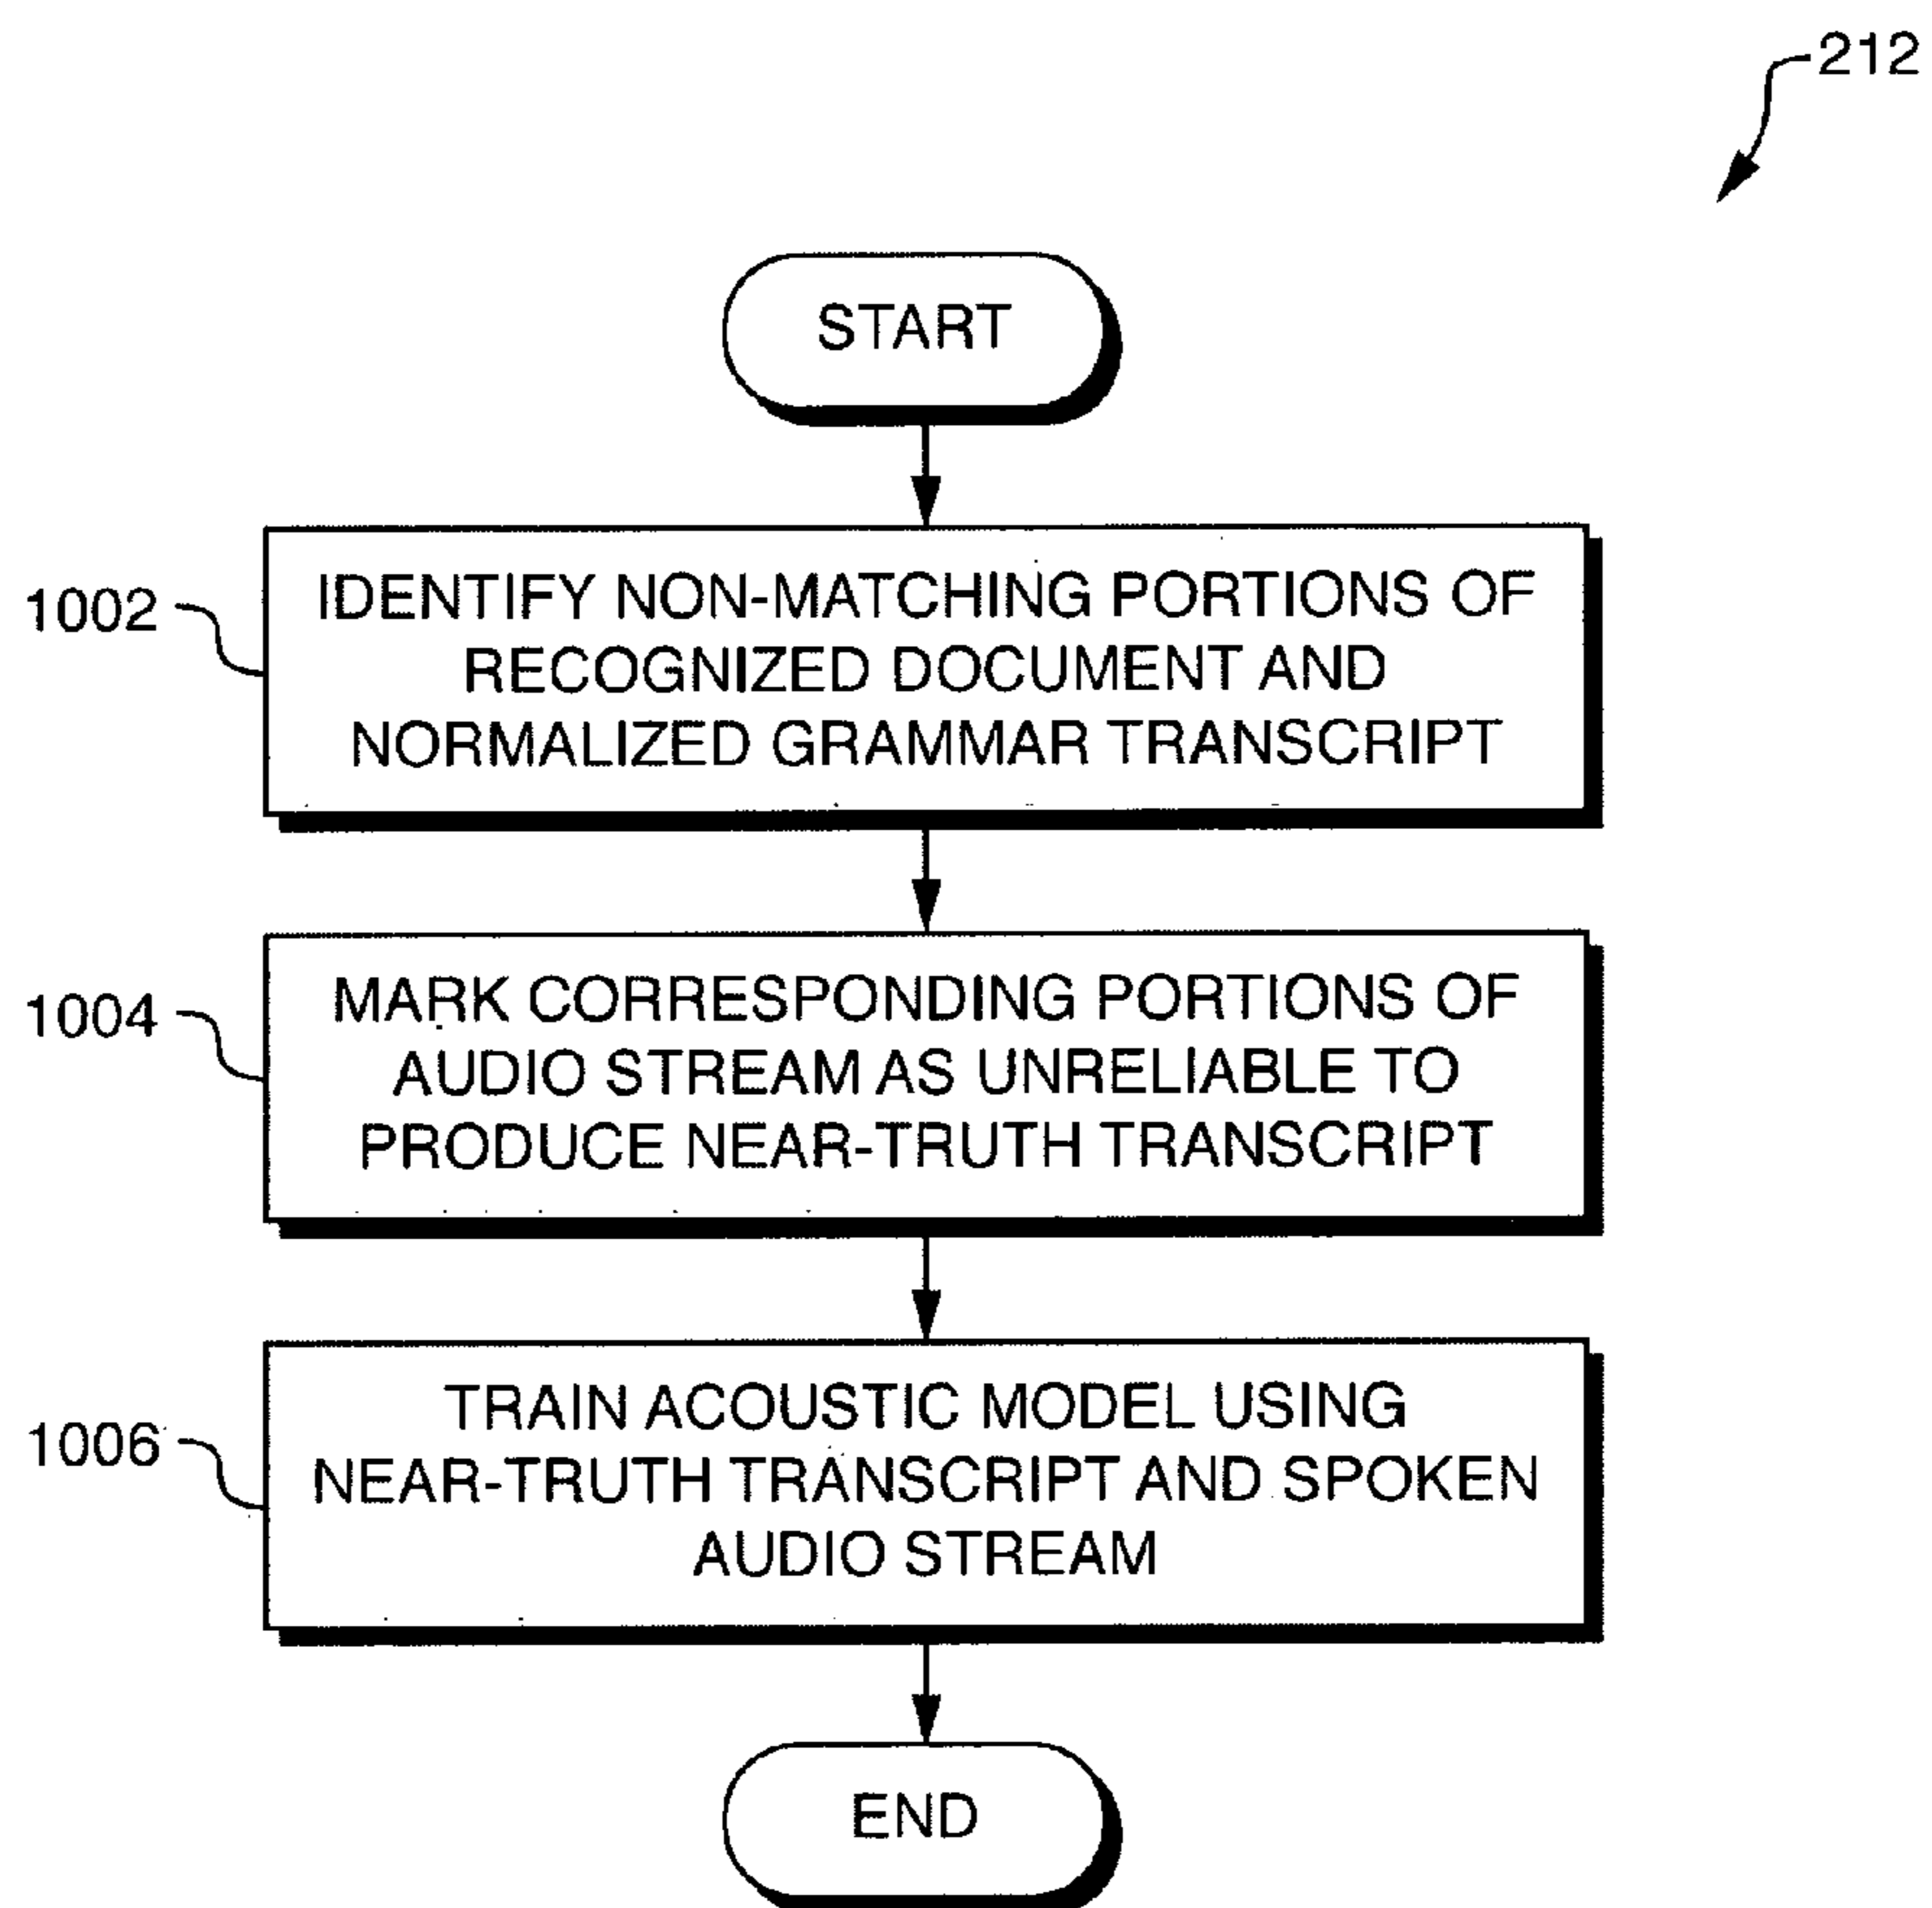 212
START
1002
IDENTIFY NON-MATCHING PORTIONS OF
RECOGNIZED DOCUMENT AND
NORMALIZED GRAMMAR TRANSCRIPT
1004
MARK CORRESPONDING PORTIONS OF
AUDIO STREAM AS UNRELIABLE TO
PRODUCE NEAR-TRUTH TRANSCRIPT
1006
TRAIN ACOUSTIC MODEL USING
NEAR-TRUTH TRANSCRIPT AND SPOKEN
AUDIO STREAM
END